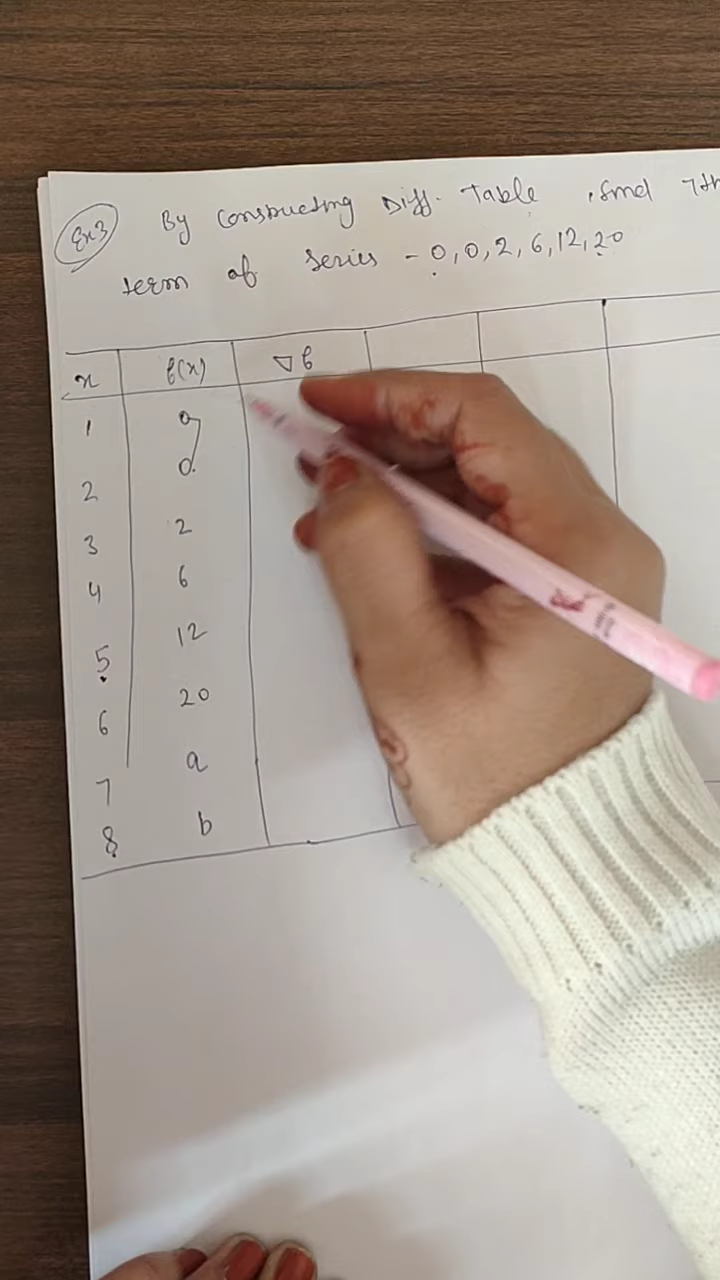 Ex3 By Constructing Diff. Table , find 7th
term of series - 0, 0, 2, 6, 12, 20
x f(x) ∇f
1 0
2 0
3 2
4 6
5 12
6 20
7 a
8 b